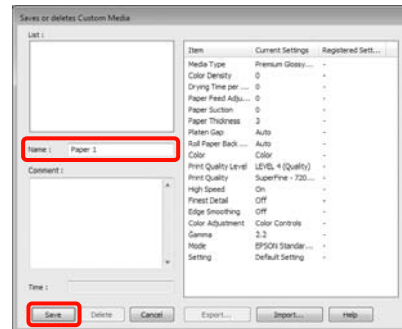 Saves or deletes Custom Media
List :
Name : Paper 1
Comment :
Time :
Item Current Settings Registered Sett...
Media Type Premium Glossy... -
Color Density 0 -
Drying Time per ... 0 -
Paper Feed Adju... 0 -
Paper Suction 0 -
Paper Thickness 3 -
Platen Gap Auto -
Roll Paper Back ... Auto -
Color Color -
Print Quality Level LEVEL 4 (Quality) -
Print Quality SuperFine - 720... -
High Speed On -
Finest Detail Off -
Edge Smoothing Off -
Color Adjustment Color Controls -
Gamma 2.2 -
Mode EPSON Standar... -
Setting Default Setting -
Save Delete Cancel Export... Import... Help